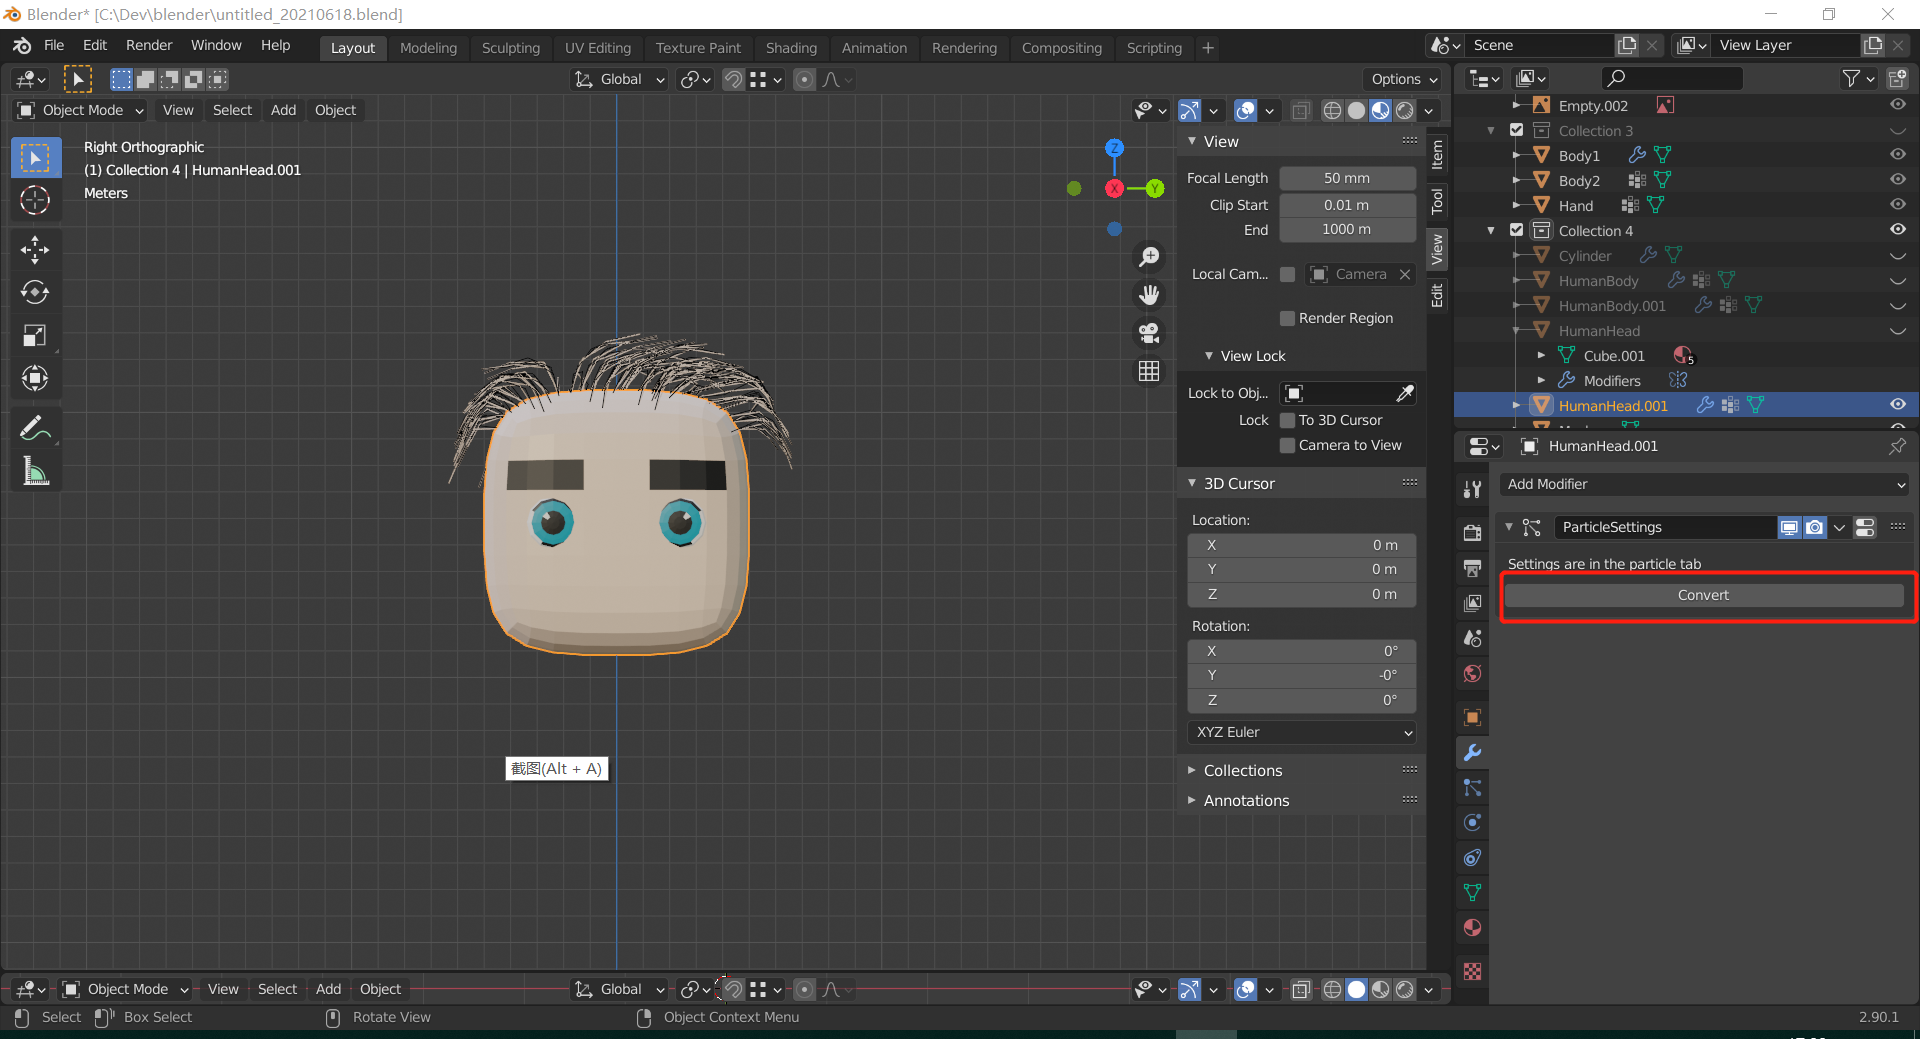 Blender* [C:\Dev\blender\untitled_20210618.blend]
File Edit Render Window Help
Layout Modeling Sculpting UV Editing Texture Paint Shading Animation Rendering Compositing Scripting +
Scene
View Layer
Global
Options
Object Mode View Select Add Object
Right Orthographic
(1) Collection 4 | HumanHead.001
Meters
Z
X
Y
View
Focal Length 50 mm
Clip Start 0.01 m
End 1000 m
Local Cam... Camera
Render Region
View Lock
Lock to Obj...
Lock To 3D Cursor
Camera to View
3D Cursor
Location:
X 0 m
Y 0 m
Z 0 m
Rotation:
X 0°
Y -0°
Z 0°
XYZ Euler
Collections
Annotations
Item
Tool
View
Edit
Empty.002
Collection 3
Body1
Body2
Hand
Collection 4
Cylinder
HumanBody
HumanBody.001
HumanHead
Cube.001 5
Modifiers
HumanHead.001
HumanHead.001
Add Modifier
ParticleSettings
Settings are in the particle tab
Convert
截图(Alt + A)
Object Mode View Select Add Object
Global
Select Box Select Rotate View Object Context Menu
2.90.1